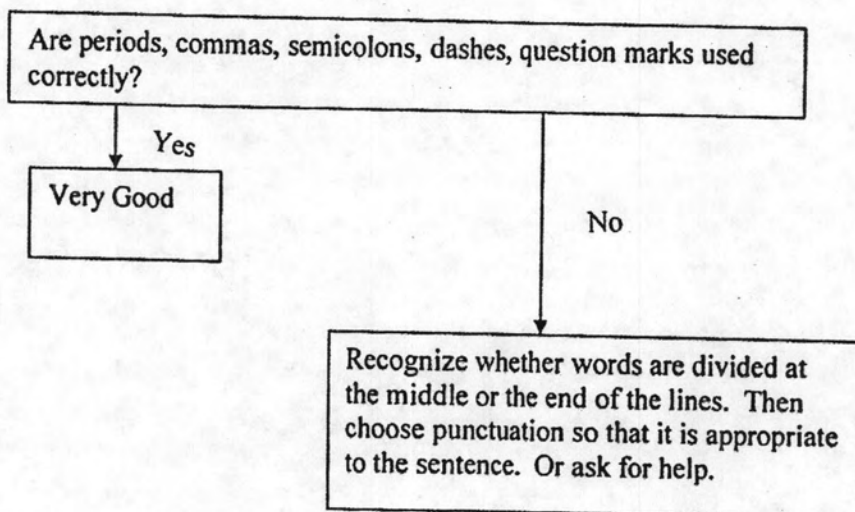 Are periods, commas, semicolons, dashes, question marks used
correctly?
Yes
Very Good
No
Recognize whether words are divided at
the middle or the end of the lines.  Then
choose punctuation so that it is appropriate
to the sentence.  Or ask for help.